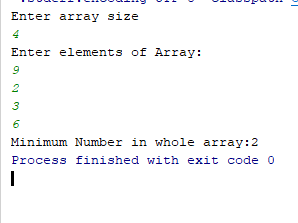 Enter array size
4
Enter elements of Array:
9
2
3
6
Minimum Number in whole array:2
Process finished with exit code 0